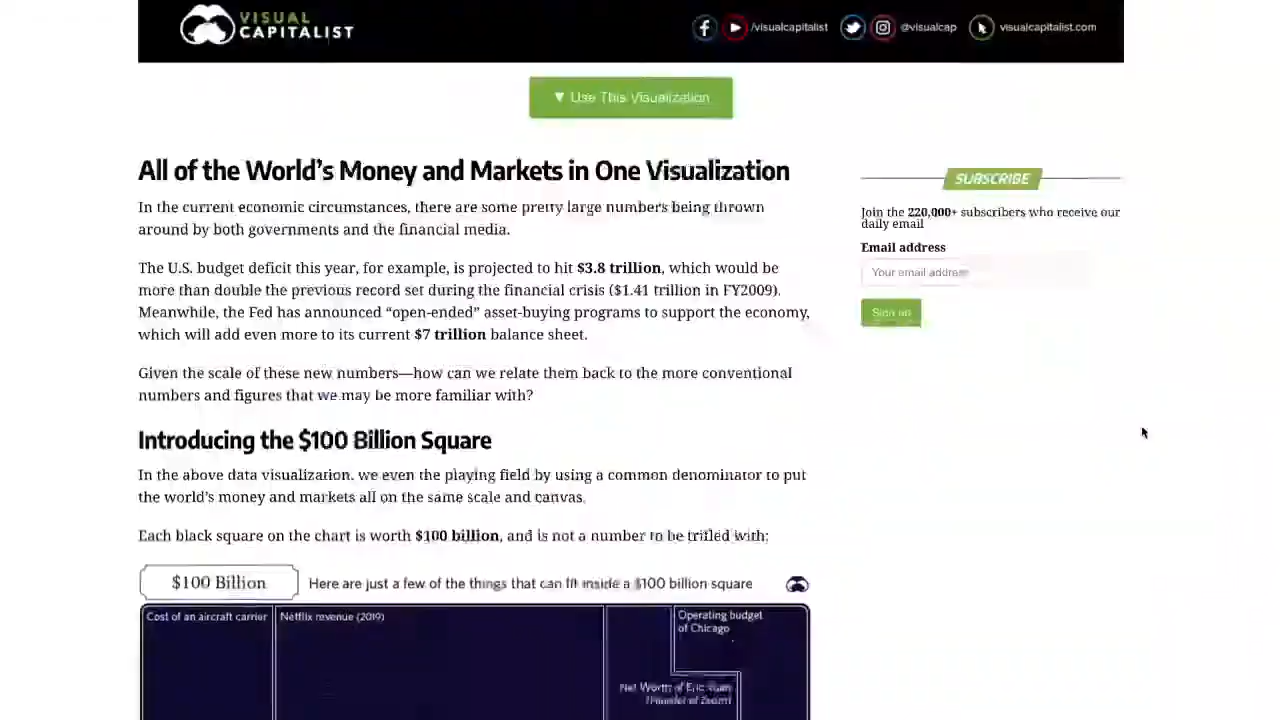 VISUAL
CAPITALIST
/visualcapitalist
@visualcap
visualcapitalist.com
▼ Use This Visualization
All of the World's Money and Markets in One Visualization
In the current economic circumstances, there are some pretty large numbers being thrown
around by both governments and the financial media.
The U.S. budget deficit this year, for example, is projected to hit $3.8 trillion, which would be
more than double the previous record set during the financial crisis ($1.41 trillion in FY2009).
Meanwhile, the Fed has announced “open-ended” asset-buying programs to support the economy,
which will add even more to its current $7 trillion balance sheet.
Given the scale of these new numbers—how can we relate them back to the more conventional
numbers and figures that we may be more familiar with?
Introducing the $100 Billion Square
In the above data visualization, we even the playing field by using a common denominator to put
the world's money and markets all on the same scale and canvas.
Each black square on the chart is worth $100 billion, and is not a number to be trifled with:
$100 Billion
Here are just a few of the things that can fit inside a $100 billion square
Cost of an aircraft carrier
Netflix revenue (2019)
Operating budget
of Chicago
Net Worth of Eric Yuan
(Founder of Zoom)
SUBSCRIBE
Join the 220,000+ subscribers who receive our
daily email
Email address
Your email address
Sign up